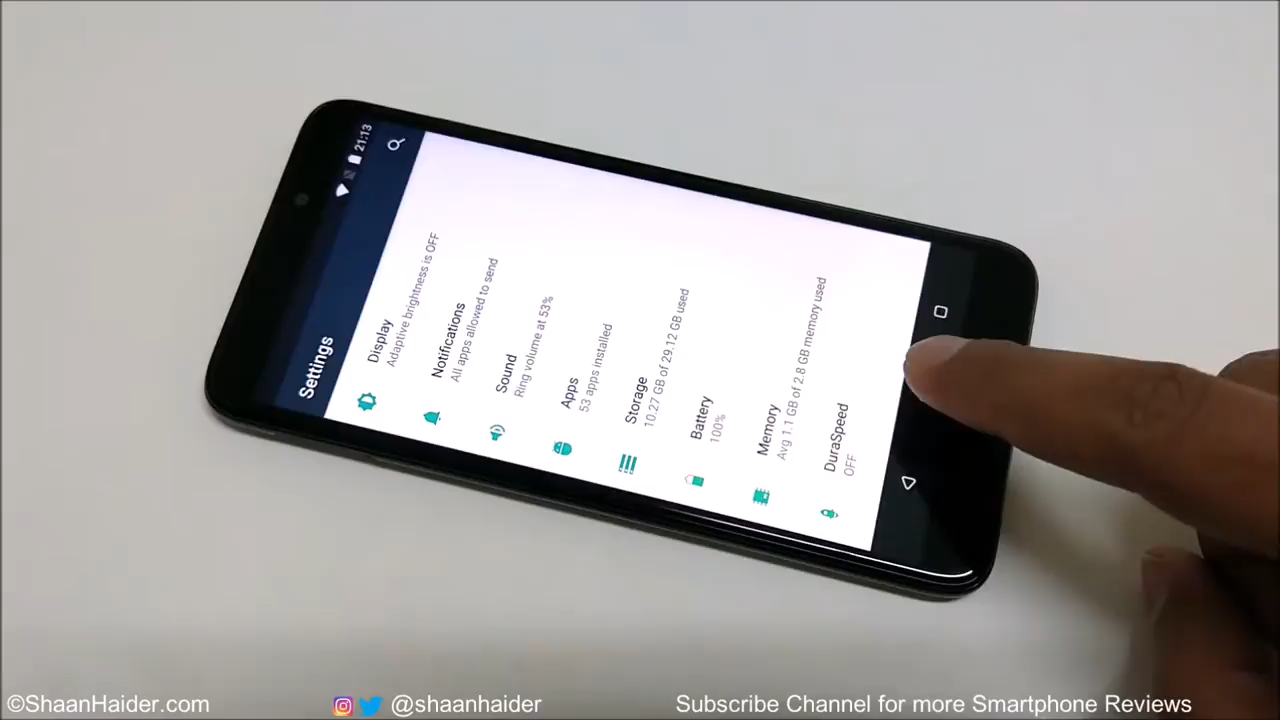 21:13
Settings
Display
Adaptive brightness is OFF
Notifications
All apps allowed to send
Sound
Ring volume at 53%
Apps
53 apps installed
Storage
10.27 GB of 29.12 GB used
Battery
100%
Memory
Avg 1.1 GB of 2.8 GB memory used
DuraSpeed
OFF
©ShaanHaider.com
@shaanhaider
Subscribe Channel for more Smartphone Reviews